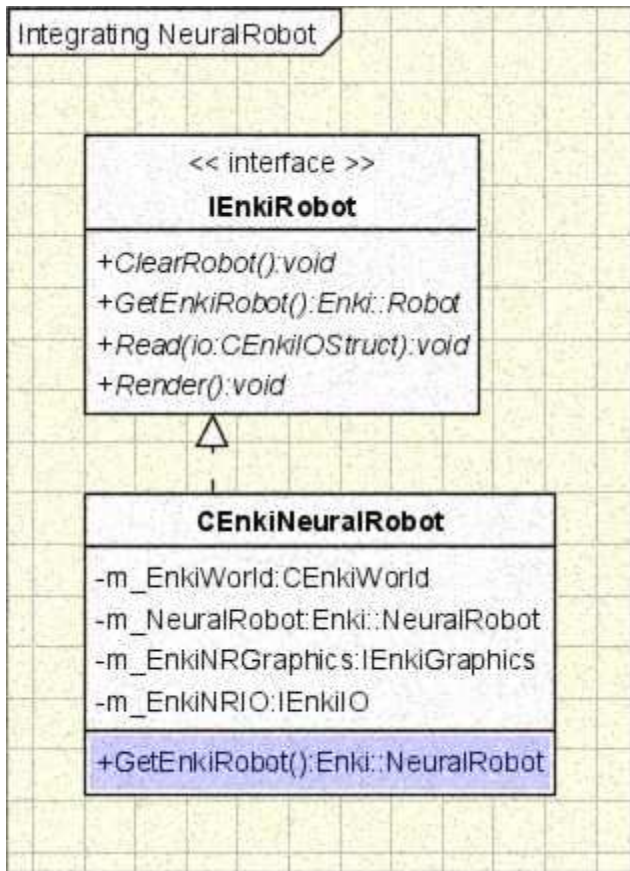 Integrating NeuralRobot
<< interface >>
IEnkiRobot
+ClearRobot():void
+GetEnkiRobot():Enki::Robot
+Read(io:CEnkiIOStruct):void
+Render():void
CEnkiNeuralRobot
-m_EnkiWorld:CEnkiWorld
-m_NeuralRobot:Enki::NeuralRobot
-m_EnkiNRGraphics:IEnkiGraphics
-m_EnkiNRIO:IEnkiIO
+GetEnkiRobot():Enki::NeuralRobot